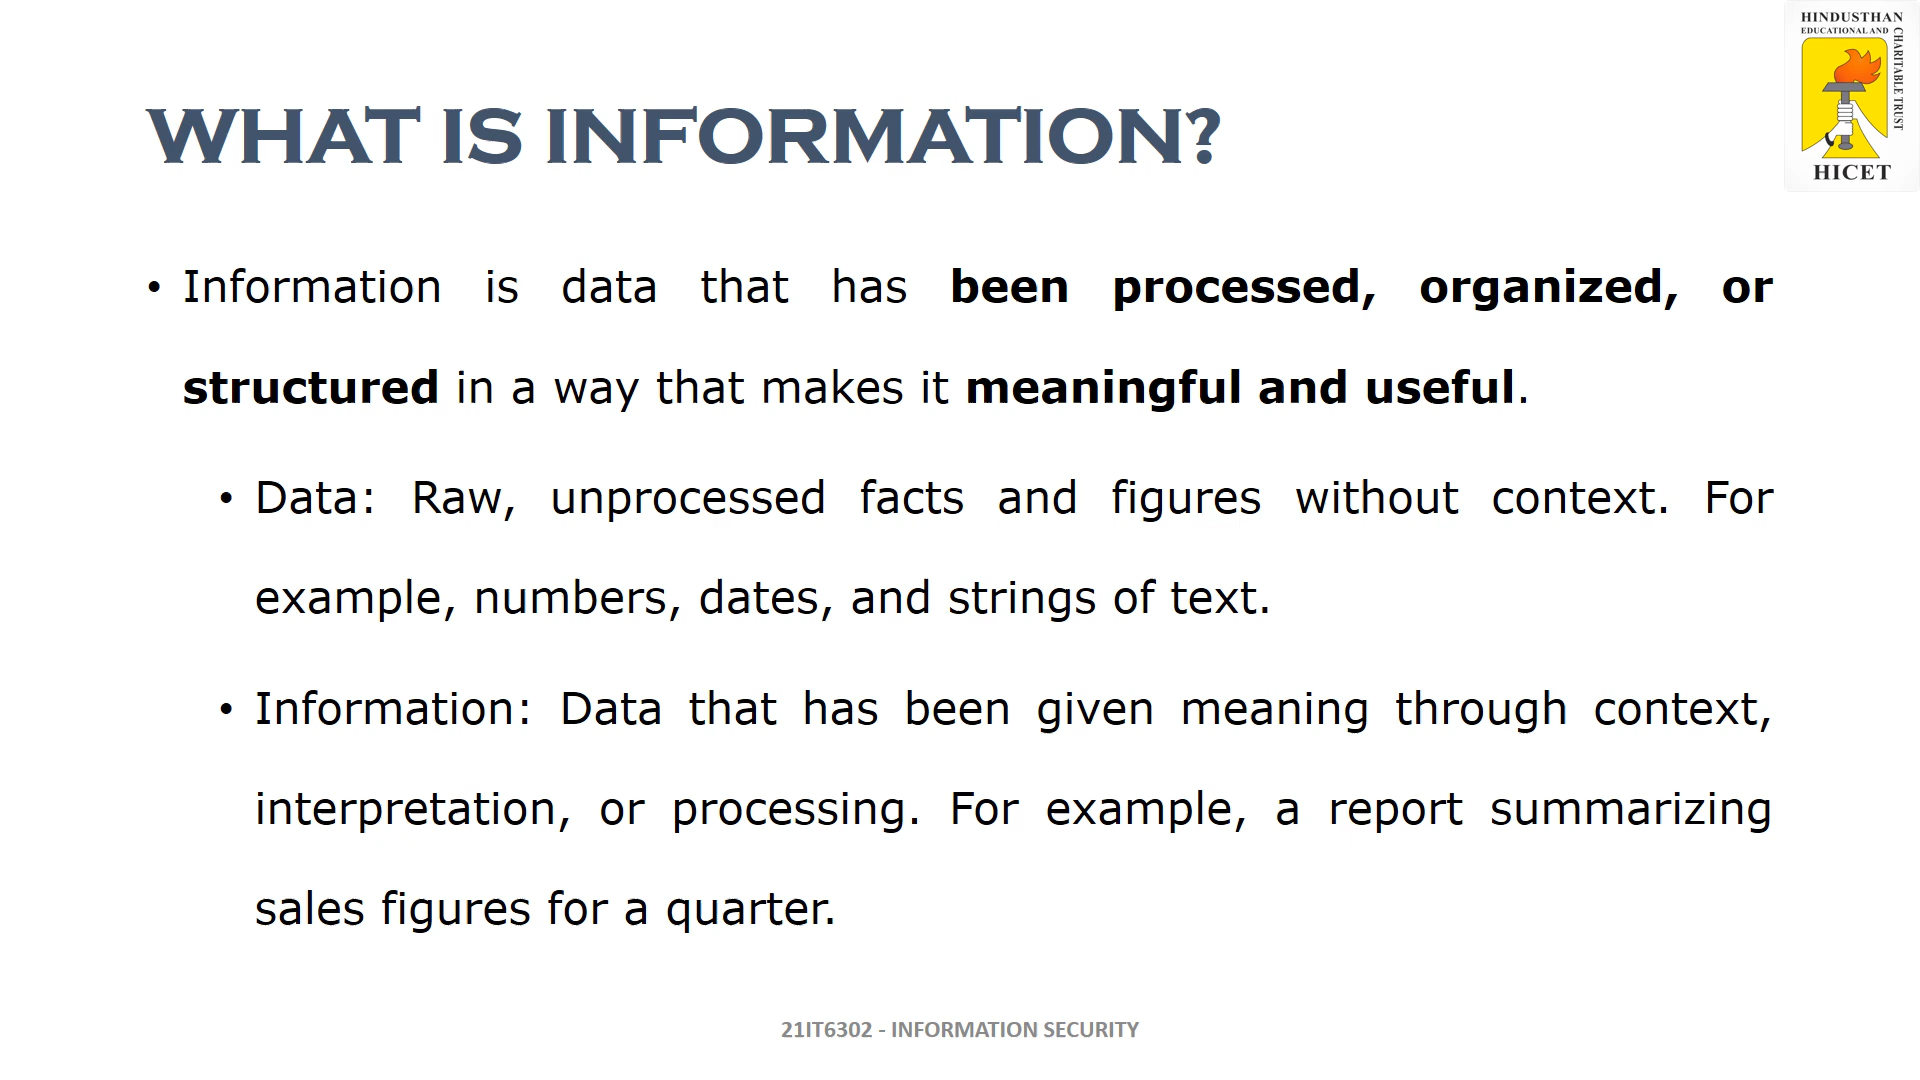 HINDUSTHAN
EDUCATIONAL AND
CHARITABLE TRUST
HICET
WHAT IS INFORMATION?
• Information is data that has been processed, organized, or
structured in a way that makes it meaningful and useful.
• Data: Raw, unprocessed facts and figures without context. For
example, numbers, dates, and strings of text.
• Information: Data that has been given meaning through context,
interpretation, or processing. For example, a report summarizing
sales figures for a quarter.
21IT6302 - INFORMATION SECURITY